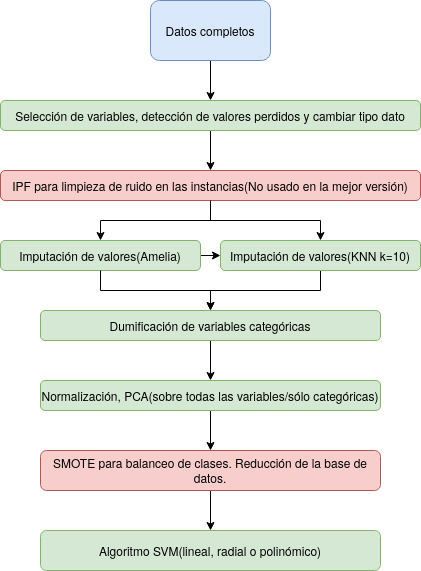 Datos completos
Selección de variables, detección de valores perdidos y cambiar tipo dato
IPF para limpieza de ruido en las instancias(No usado en la mejor versión)
Imputación de valores(Amelia)
Imputación de valores(KNN k=10)
Dumificación de variables categóricas
Normalización, PCA(sobre todas las variables/sólo categóricas)
SMOTE para balanceo de clases. Reducción de la base de
datos.
Algoritmo SVM(lineal, radial o polinómico)